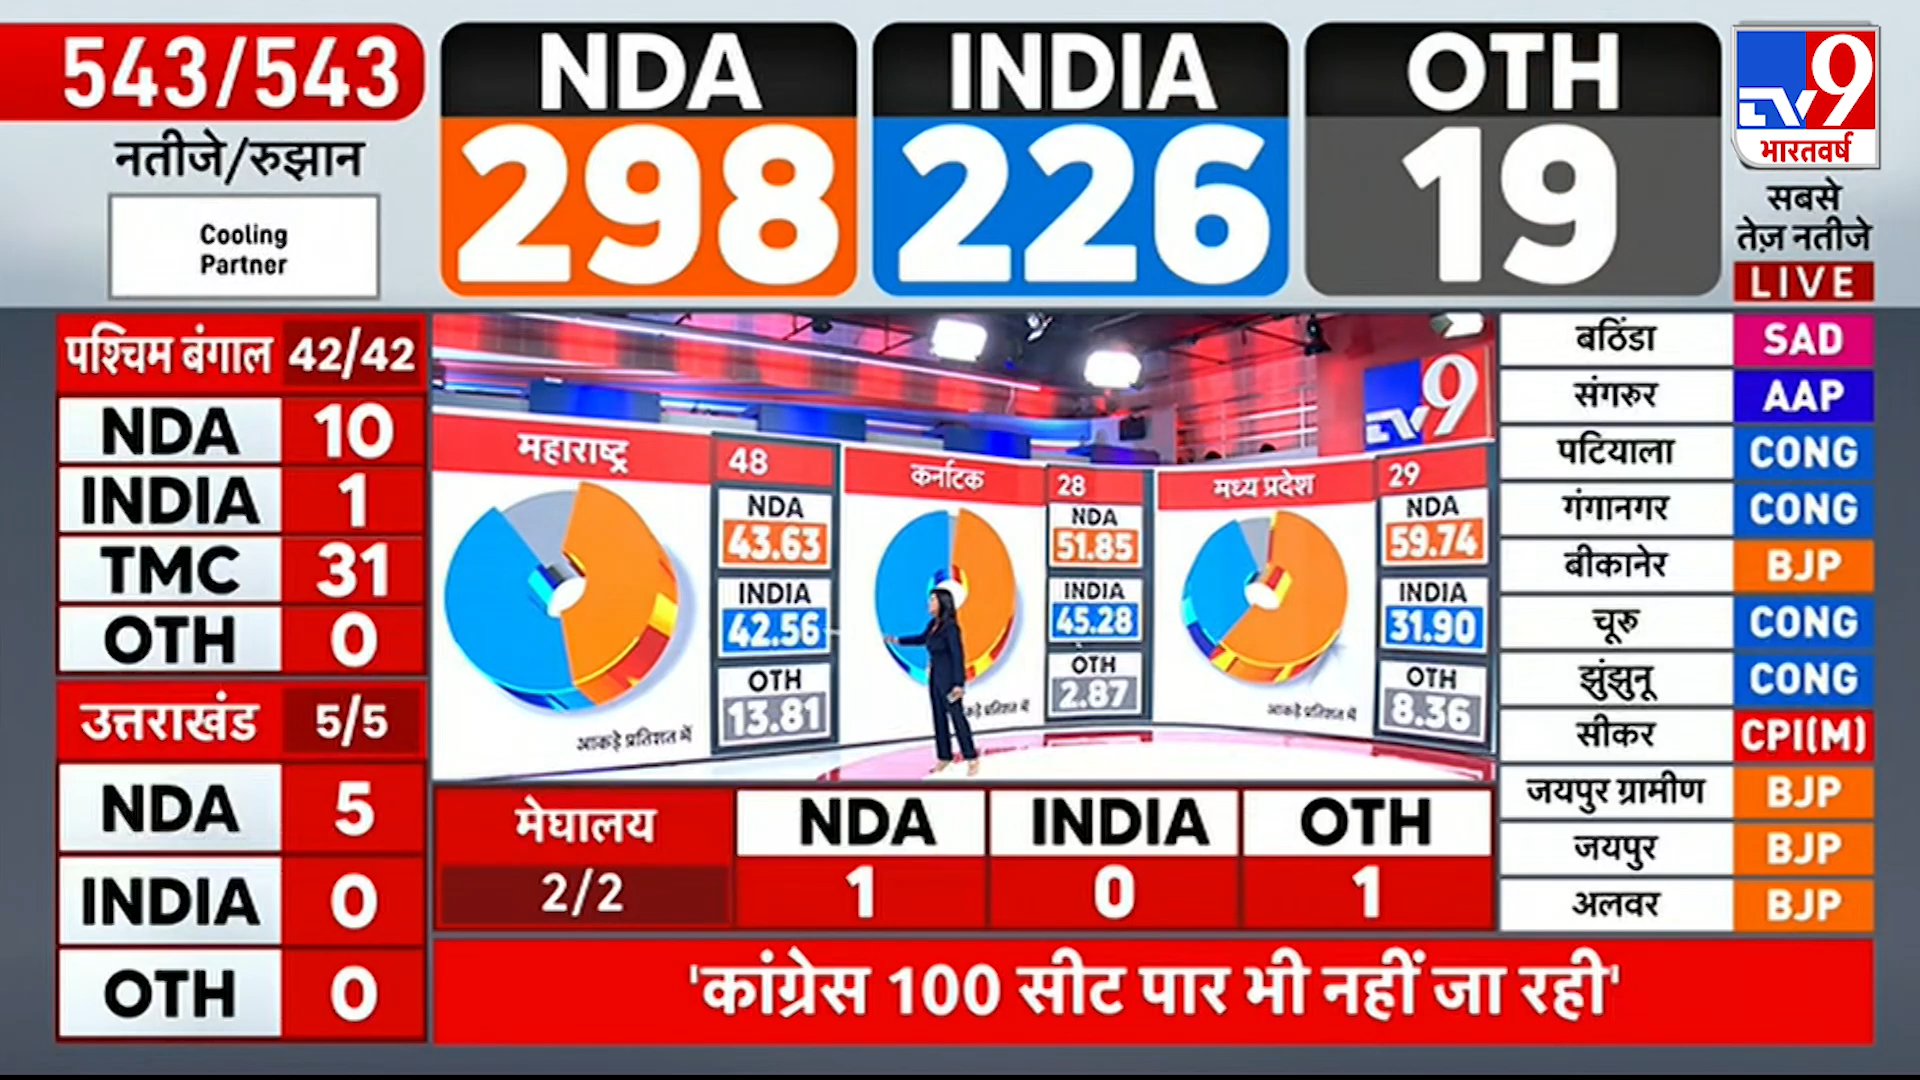 543/543
नतीजे/रुझान
Cooling
Partner
NDA
298
INDIA
226
OTH
19
TV9
भारतवर्ष
सबसे
तेज़ नतीजे
LIVE
पश्चिम बंगाल 42/42
NDA 10
INDIA 1
TMC 31
OTH 0
उत्तराखंड 5/5
NDA 5
INDIA 0
OTH 0
TV9
महाराष्ट्र 48
NDA
43.63
INDIA
42.56
OTH
13.81
आकड़े प्रतिशत में
कर्नाटक 28
NDA
51.85
INDIA
45.28
OTH
2.87
प्रतिशत में
मध्य प्रदेश 29
NDA
59.74
INDIA
31.90
OTH
8.36
आकड़े प्रतिशत में
मेघालय
2/2
NDA INDIA OTH
1 0 1
बठिंडा SAD
संगरुर AAP
पटियाला CONG
गंगानगर CONG
बीकानेर BJP
चूरू CONG
झुंझुनू CONG
सीकर CPI(M)
जयपुर ग्रामीण BJP
जयपुर BJP
अलवर BJP
'कांग्रेस 100 सीट पार भी नहीं जा रही'